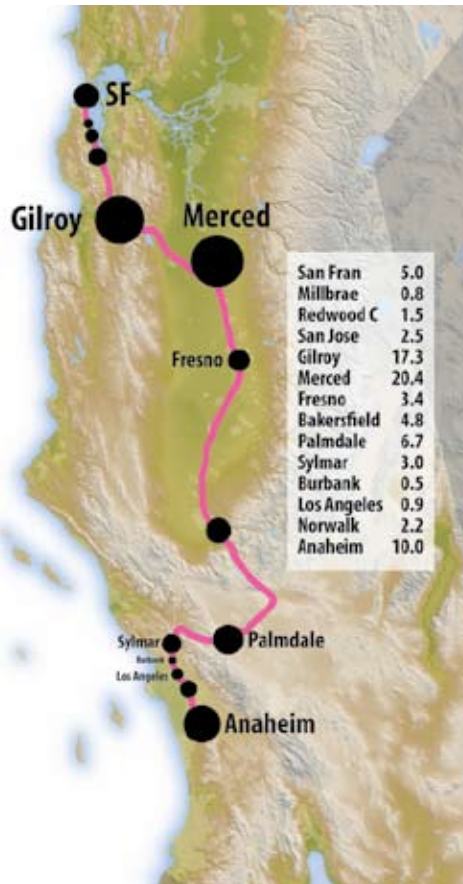 SF
Gilroy
Merced
San Fran 5.0
Millbrae 0.8
Redwood C 1.5
San Jose 2.5
Gilroy 17.3
Merced 20.4
Fresno 3.4
Bakersfield 4.8
Palmdale 6.7
Sylmar 3.0
Burbank 0.5
Los Angeles 0.9
Norwalk 2.2
Anaheim 10.0
Fresno
Palmdale
Sylmar
Burbank
Los Angeles
Anaheim